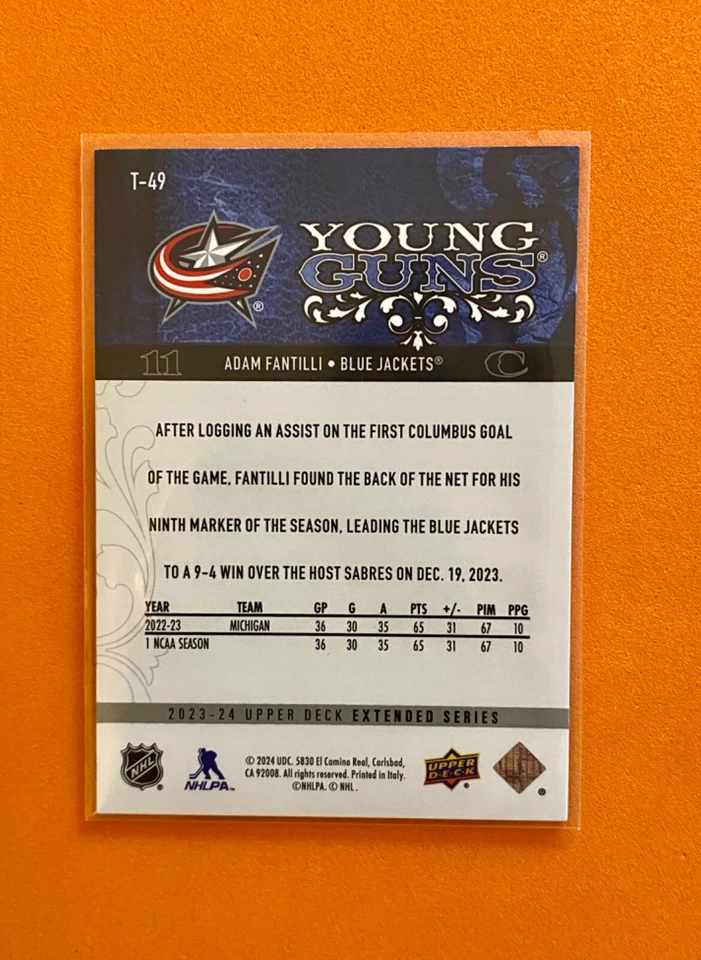 T-49
YOUNG
GUNS®
®
11 ADAM FANTILLI • BLUE JACKETS® C
AFTER LOGGING AN ASSIST ON THE FIRST COLUMBUS GOAL
OF THE GAME, FANTILLI FOUND THE BACK OF THE NET FOR HIS
NINTH MARKER OF THE SEASON, LEADING THE BLUE JACKETS
TO A 9-4 WIN OVER THE HOST SABRES ON DEC. 19, 2023.
YEAR TEAM GP G A PTS +/- PIM PPG
2022-23 MICHIGAN 36 30 35 65 31 67 10
1 NCAA SEASON 36 30 35 65 31 67 10
2023-24 UPPER DECK EXTENDED SERIES
NHL ®
NHLPA™
© 2024 UDC. 5830 El Camino Real, Carlsbad,
CA 92008. All rights reserved. Printed in Italy.
©NHLPA. © NHL.
UPPER
D·E·C·K ®
®